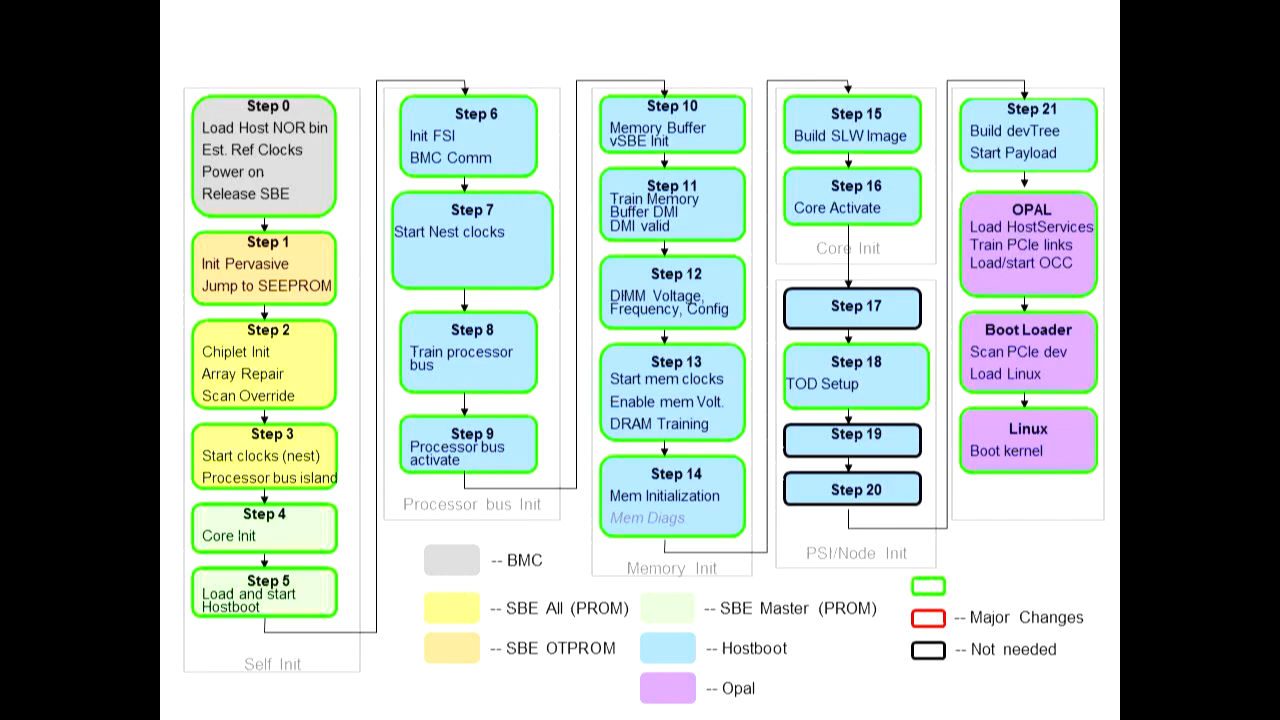 Step 0
Load Host NOR bin
Est. Ref Clocks
Power on
Release SBE
Step 1
Init Pervasive
Jump to SEEPROM
Step 2
Chiplet Init
Array Repair
Scan Override
Step 3
Start clocks (nest)
Processor bus island
Step 4
Core Init
Step 5
Load and start
Hostboot
Self Init
Step 6
Init FSI
BMC Comm
Step 7
Start Nest clocks
Step 8
Train processor
bus
Step 9
Processor bus
activate
Processor bus Init
Step 10
Memory Buffer
vSBE Init
Step 11
Train Memory
Buffer DMI
DMI valid
Step 12
DIMM Voltage,
Frequency, Config
Step 13
Start mem clocks
Enable mem Volt.
DRAM Training
Step 14
Mem Initialization
Mem Diags
Memory Init
Step 15
Build SLW Image
Step 16
Core Activate
Core Init
Step 17
Step 18
TOD Setup
Step 19
Step 20
PSI/Node Init
Step 21
Build devTree
Start Payload
OPAL
Load HostServices
Train PCIe links
Load/start OCC
Boot Loader
Scan PCIe dev
Load Linux
Linux
Boot kernel
-- BMC
-- SBE All (PROM)
-- SBE OTPROM
-- SBE Master (PROM)
-- Hostboot
-- Opal
-- Major Changes
-- Not needed